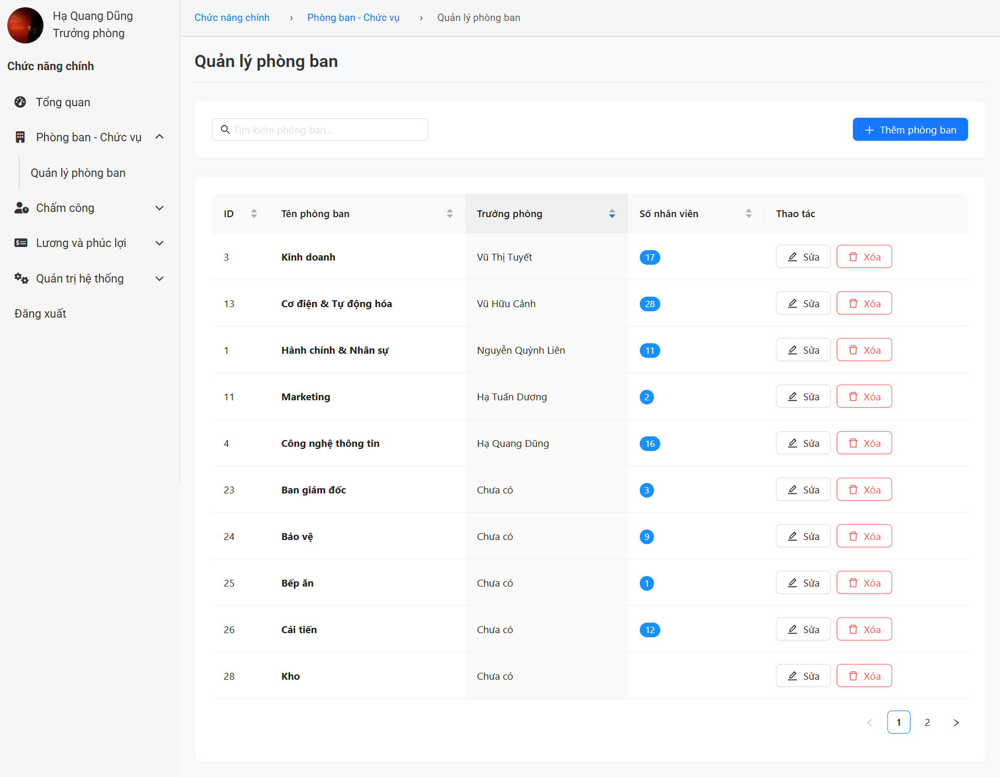 Hạ Quang Dũng
Trưởng phòng
Chức năng chính
Tổng quan
Phòng ban - Chức vụ
Quản lý phòng ban
Chấm công
Lương và phúc lợi
Quản trị hệ thống
Đăng xuất
Chức năng chính › Phòng ban - Chức vụ › Quản lý phòng ban
Quản lý phòng ban
Tìm kiếm phòng ban...
Thêm phòng ban
ID Tên phòng ban Trưởng phòng Số nhân viên Thao tác
3 Kinh doanh Vũ Thị Tuyết 17 Sửa Xóa
13 Cơ điện & Tự động hóa Vũ Hữu Cảnh 28 Sửa Xóa
1 Hành chính & Nhân sự Nguyễn Quỳnh Liên 11 Sửa Xóa
11 Marketing Hạ Tuấn Dương 2 Sửa Xóa
4 Công nghệ thông tin Hạ Quang Dũng 16 Sửa Xóa
23 Ban giám đốc Chưa có 3 Sửa Xóa
24 Bảo vệ Chưa có 9 Sửa Xóa
25 Bếp ăn Chưa có 1 Sửa Xóa
26 Cải tiến Chưa có 12 Sửa Xóa
28 Kho Chưa có Sửa Xóa
1 2